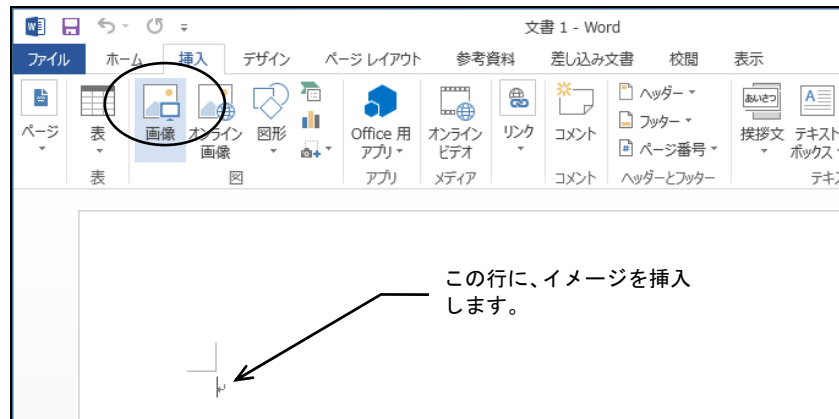 文書 1 - Word
ファイル ホーム 挿入 デザイン ページ レイアウト 参考資料 差し込み文書 校閲 表示
ページ
表
画像
オンライン
画像
図形
Office 用
アプリ
オンライン
ビデオ
リンク
コメント
ヘッダー
フッター
ページ番号
あいさつ
挨拶文
テキスト
ボックス
表 図 アプリ メディア コメント ヘッダーとフッター
この行に、イメージを挿入
します。